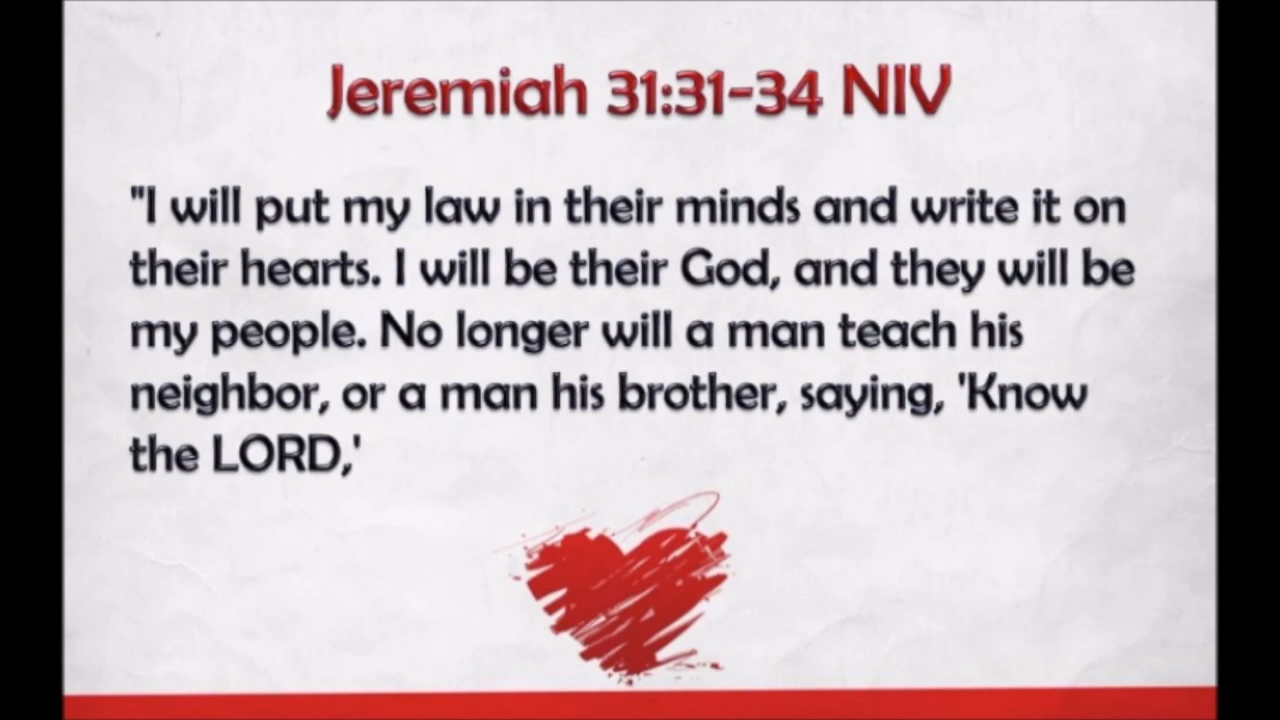 Jeremiah 31:31-34 NIV
"I will put my law in their minds and write it on
their hearts. I will be their God, and they will be
my people. No longer will a man teach his
neighbor, or a man his brother, saying, 'Know
the LORD,'